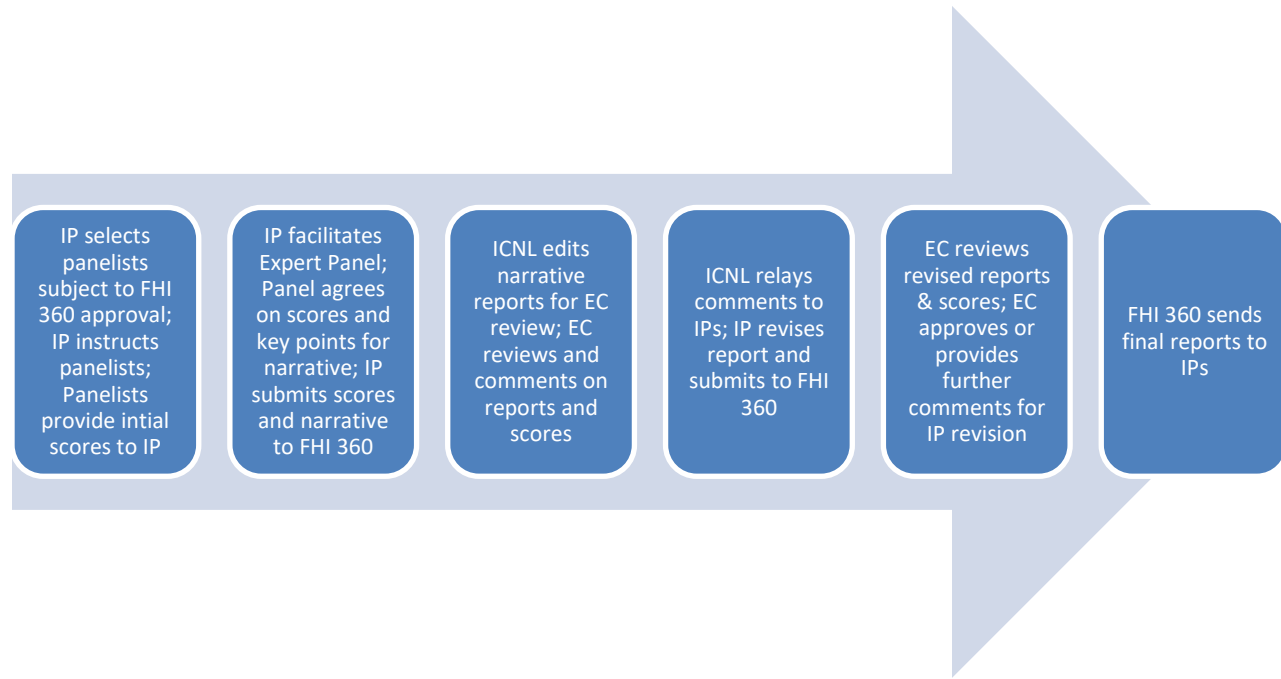 IP selects
panelists
subject to FHI
360 approval;
IP instructs
panelists;
Panelists
provide intial
scores to IP
IP facilitates
Expert Panel;
Panel agrees
on scores and
key points for
narrative; IP
submits scores
and narrative
to FHI 360
ICNL edits
narrative
reports for EC
review; EC
reviews and
comments on
reports and
scores
ICNL relays
comments to
IPs; IP revises
report and
submits to FHI
360
EC reviews
revised reports
& scores; EC
approves or
provides
further
comments for
IP revision
FHI 360 sends
final reports to
IPs